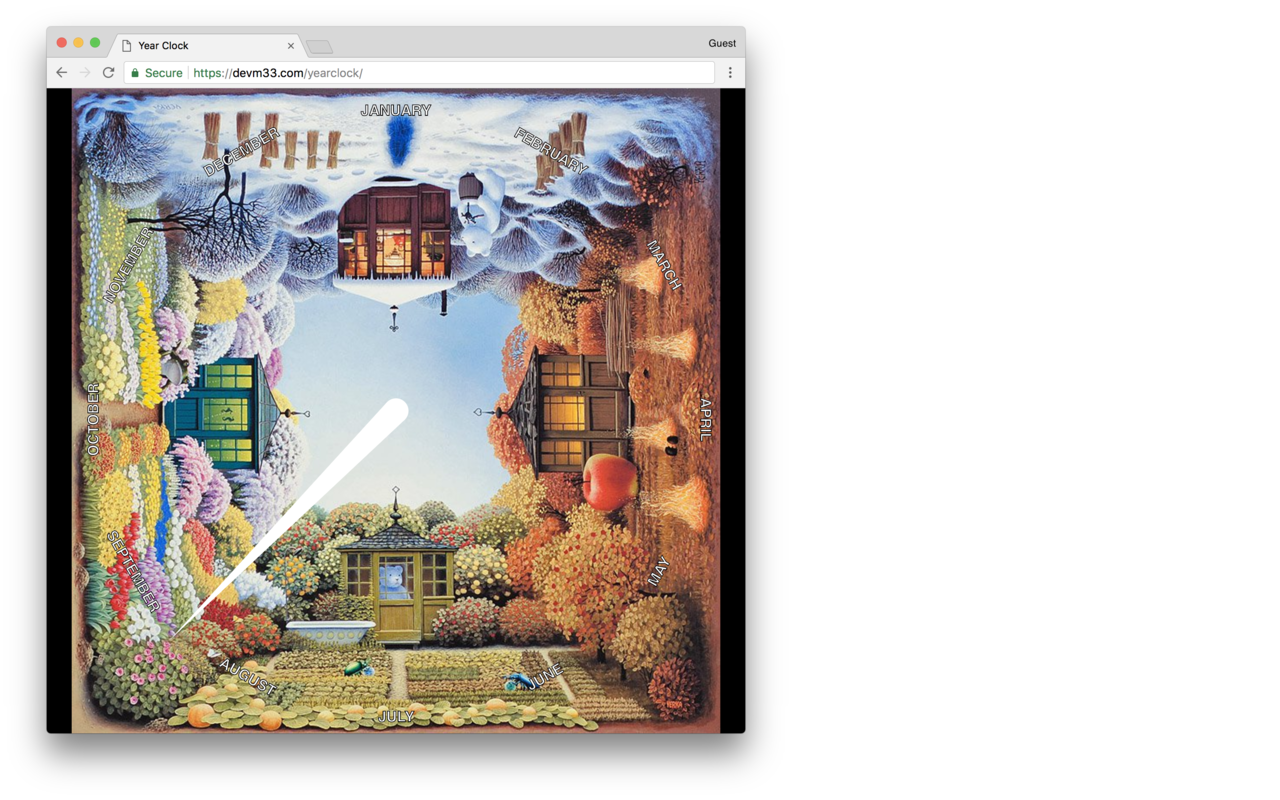 Year Clock
Guest
Secure
https://devm33.com/yearclock/
JANUARY
DECEMBER
FEBRUARY
NOVEMBER
MARCH
OCTOBER
APRIL
SEPTEMBER
MAY
AUGUST
JUNE
JULY